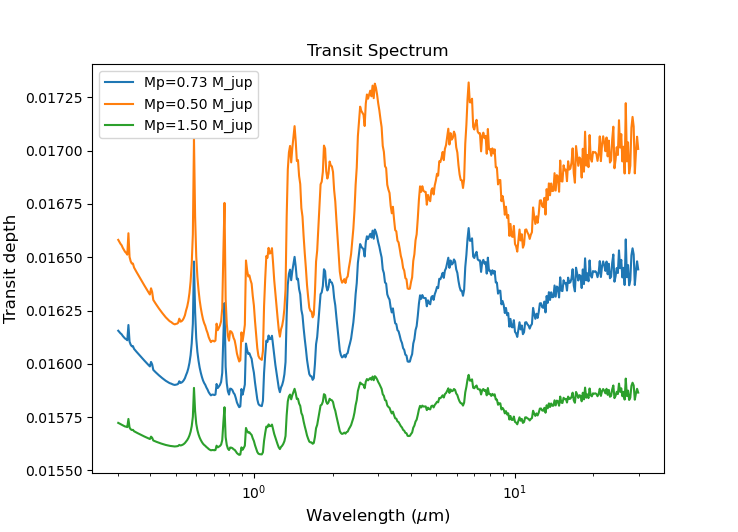 Transit Spectrum
Mp=0.73 M_jup
Mp=0.50 M_jup
Mp=1.50 M_jup
0.01725
0.01700
0.01675
0.01650
0.01625
0.01600
0.01575
0.01550
Transit depth
10⁰
10¹
Wavelength (μm)